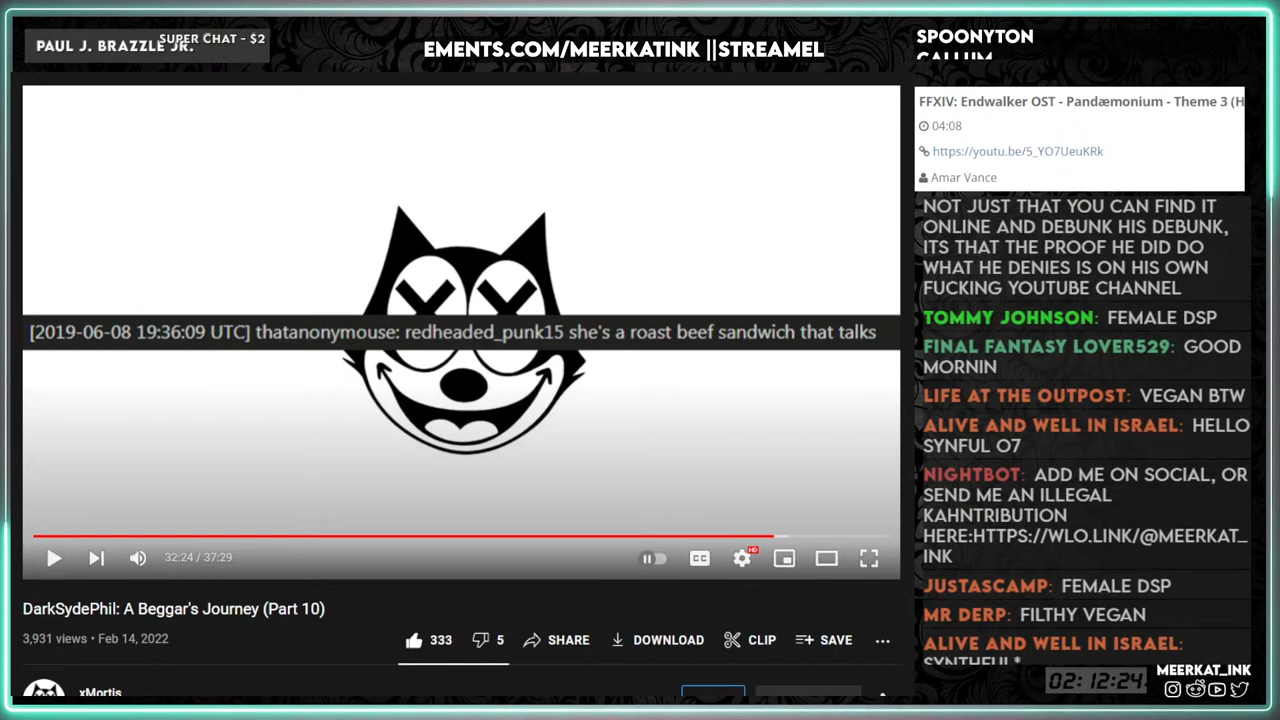 PAUL J. BRAZZLE JR.
SUPER CHAT - $2
EMENTS.COM/MEERKATINK ||STREAMEL
SPOONYTON
CALLUM
[2019-06-08 19:36:09 UTC] thatanonymouse: redheaded_punk15 she's a roast beef sandwich that talks
32:24 / 37:29
CC
HD
DarkSydePhil: A Beggar's Journey (Part 10)
3,931 views • Feb 14, 2022
333
5
SHARE
DOWNLOAD
CLIP
SAVE
xMortis
FFXIV: Endwalker OST - Pandæmonium - Theme 3 (H
04:08
https://youtu.be/5_YO7UeuKRk
Amar Vance
NOT JUST THAT YOU CAN FIND IT
ONLINE AND DEBUNK HIS DEBUNK,
ITS THAT THE PROOF HE DID DO
WHAT HE DENIES IS ON HIS OWN
FUCKING YOUTUBE CHANNEL
TOMMY JOHNSON: FEMALE DSP
FINAL FANTASY LOVER529: GOOD
MORNIN
LIFE AT THE OUTPOST: VEGAN BTW
ALIVE AND WELL IN ISRAEL: HELLO
SYNFUL O7
NIGHTBOT: ADD ME ON SOCIAL, OR
SEND ME AN ILLEGAL
KAHNTRIBUTION
HERE:HTTPS://WLO.LINK/@MEERKAT_
INK
JUSTASCAMP: FEMALE DSP
MR DERP: FILTHY VEGAN
ALIVE AND WELL IN ISRAEL:
SYNTHFUL*
02:12:24
MEERKAT_INK